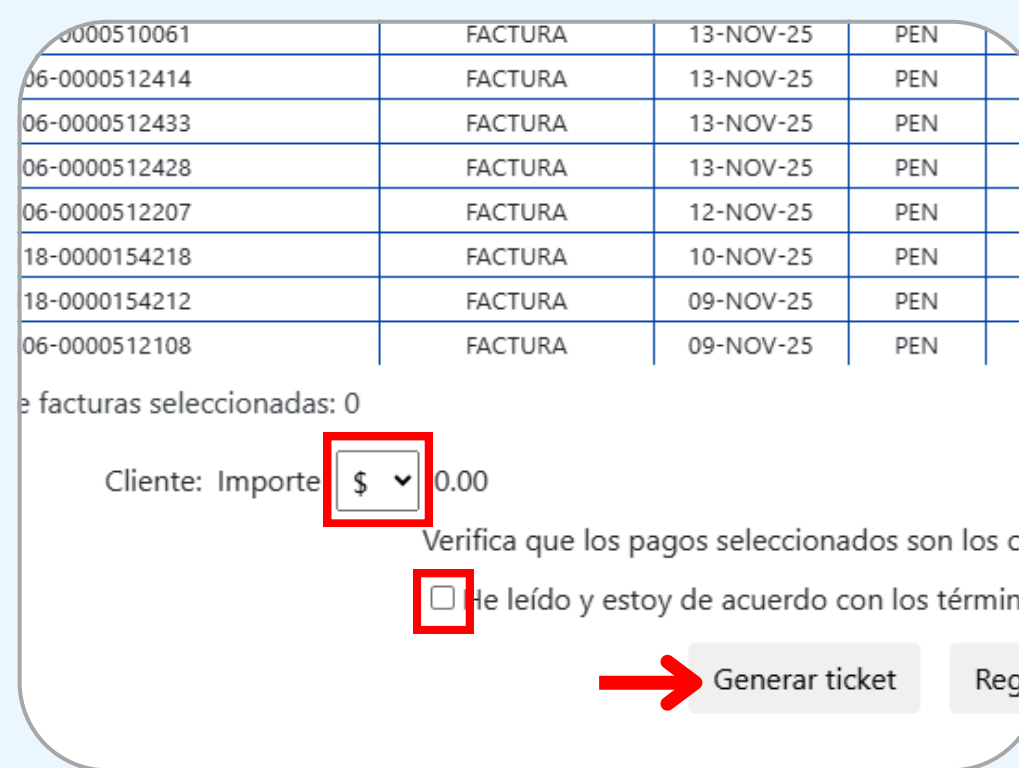 0000510061 FACTURA 13-NOV-25 PEN
06-0000512414 FACTURA 13-NOV-25 PEN
06-0000512433 FACTURA 13-NOV-25 PEN
06-0000512428 FACTURA 13-NOV-25 PEN
06-0000512207 FACTURA 12-NOV-25 PEN
18-0000154218 FACTURA 10-NOV-25 PEN
18-0000154212 FACTURA 09-NOV-25 PEN
06-0000512108 FACTURA 09-NOV-25 PEN
e facturas seleccionadas: 0
Cliente: Importe $ 0.00
Verifica que los pagos seleccionados son los
He leído y estoy de acuerdo con los términ
Generar ticket Reg